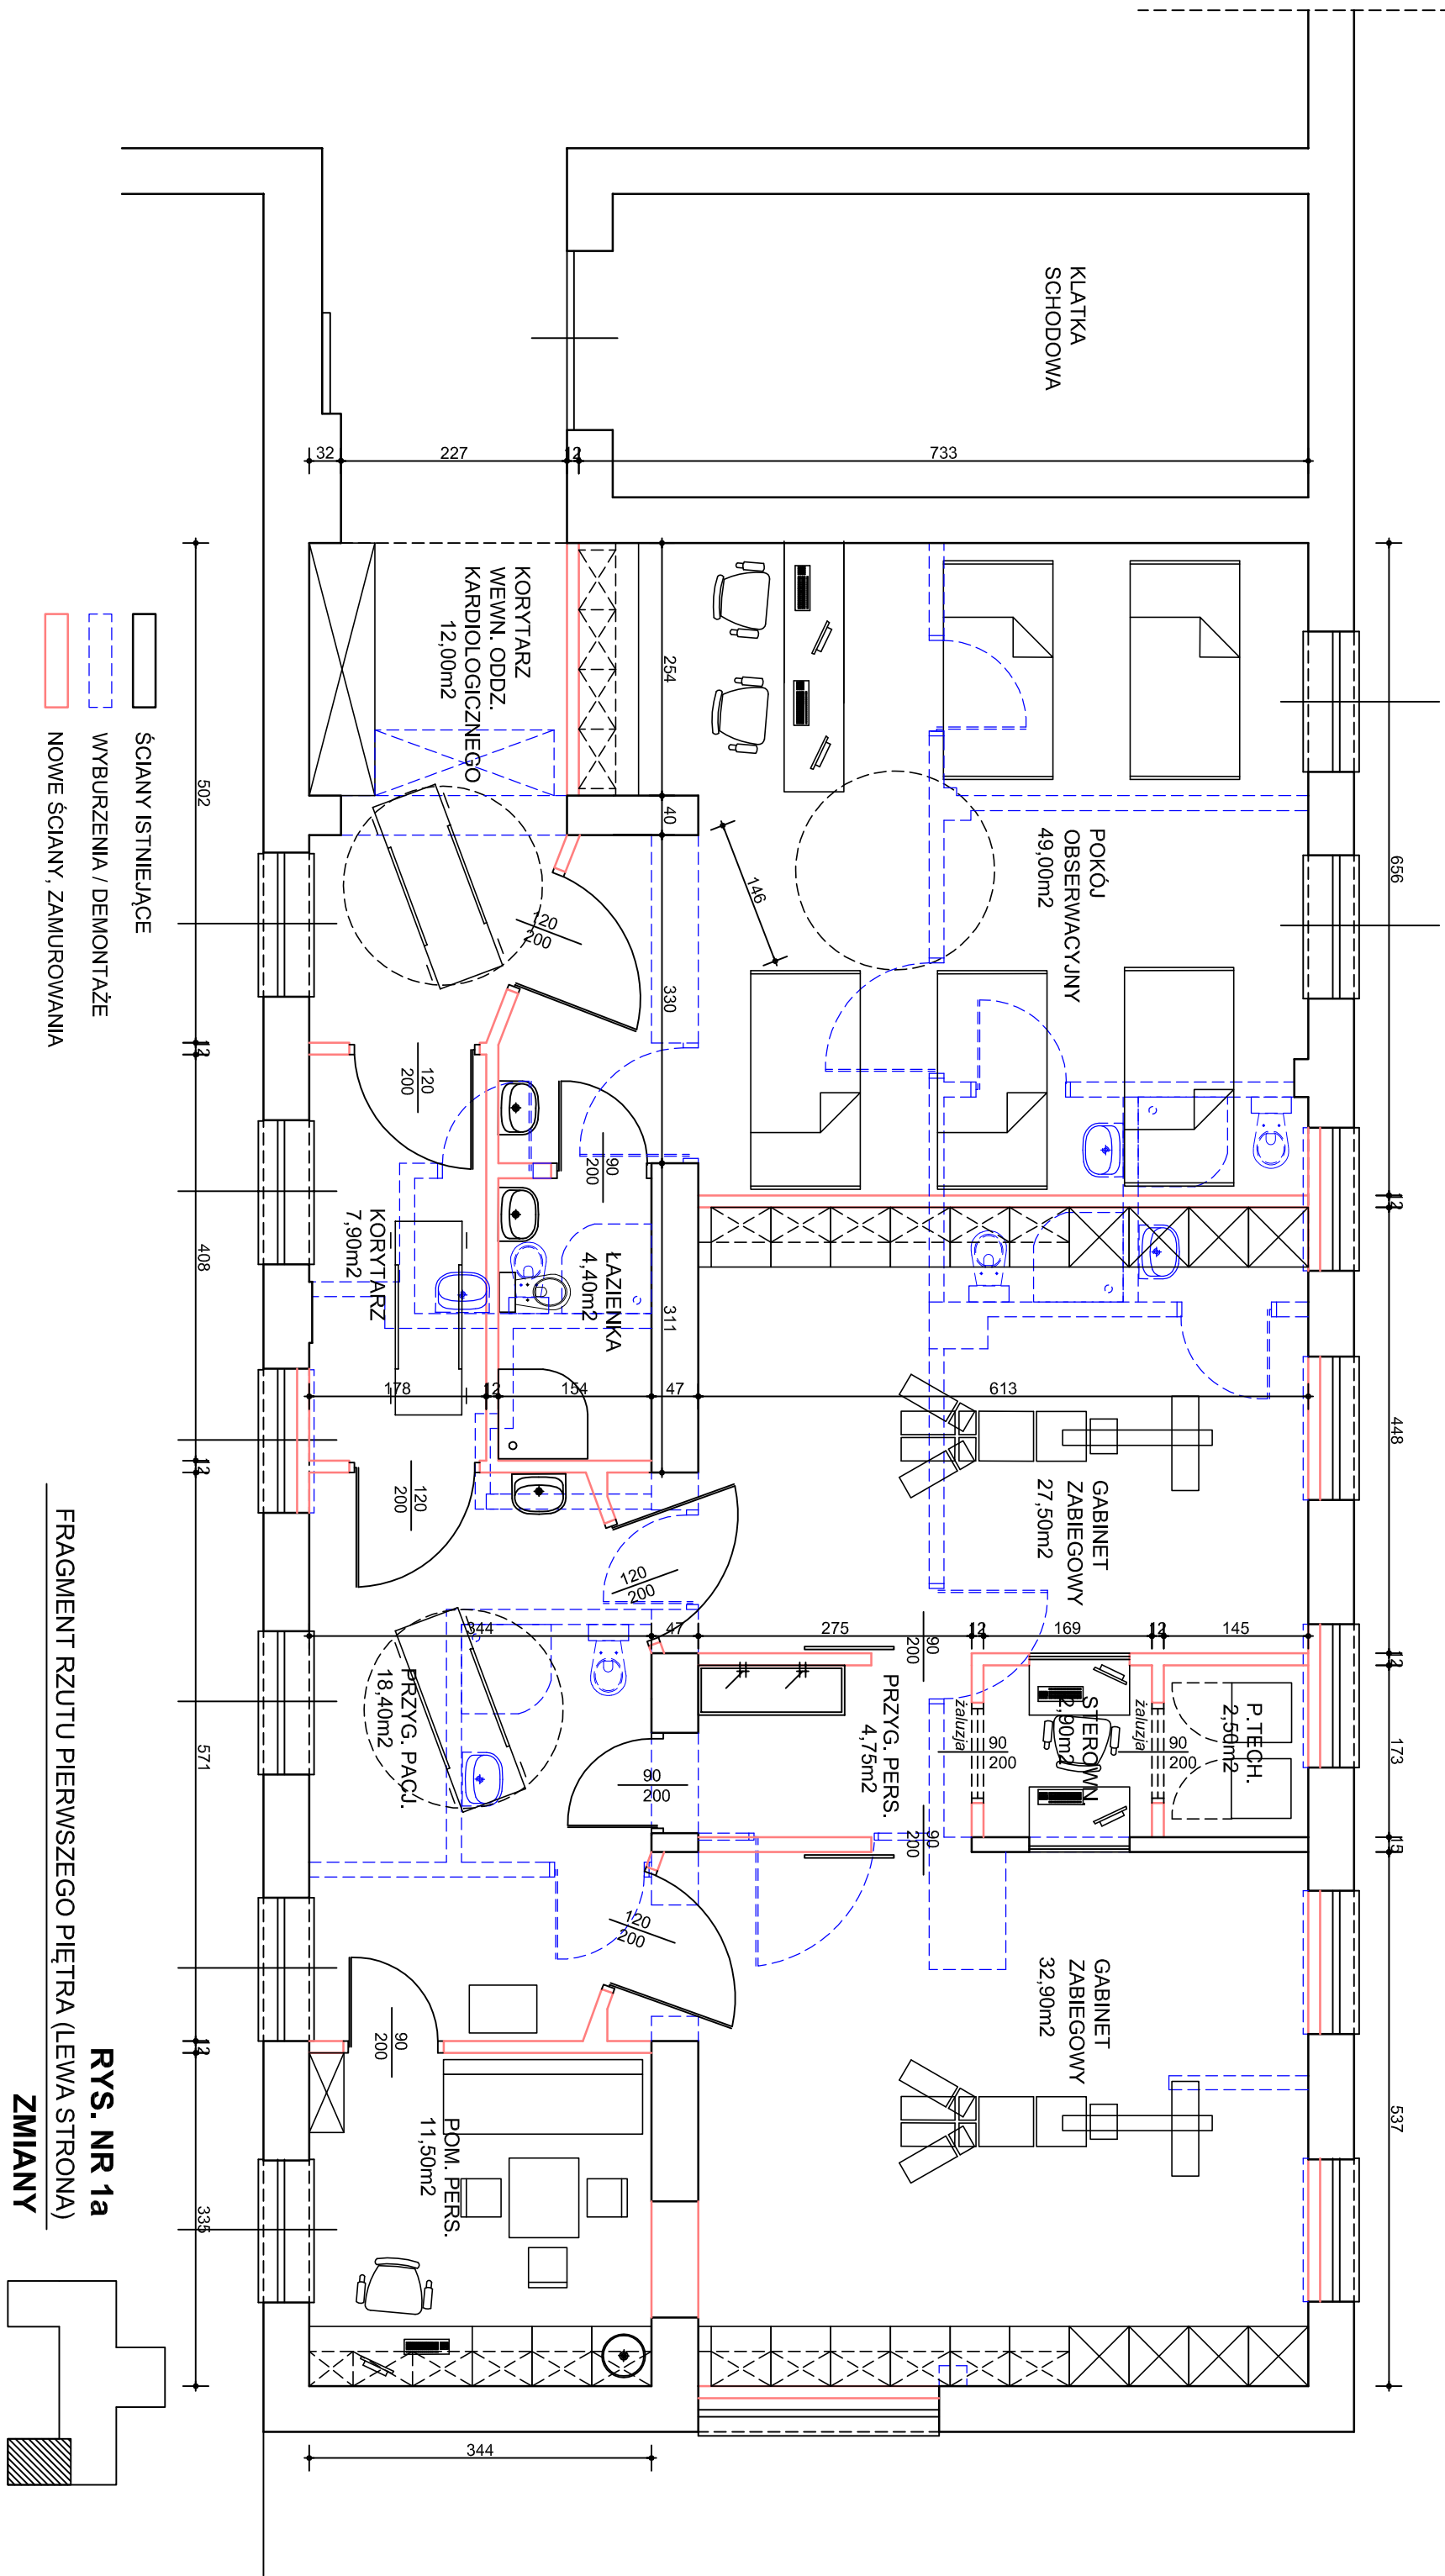 KLATKA
SCHODOWA
32
227
12
733
656
12
448
12
173
15
537
KORYTARZ
WEWN. ODDZ.
KARDIOLOGICZNEGO
12,00m2
254
40
330
311
146
POKÓJ
OBSERWACYJNY
49,00m2
120
200
120
200
90
200
KORYTARZ
7,90m2
ŁAZIENKA
4,40m2
178
12
154
47
613
GABINET
ZABIEGOWY
27,50m2
120
200
120
200
344
47
275
12
169
12
145
90
200
PRZYG. PACJ.
18,40m2
PRZYG. PERS.
4,75m2
STEROWN.
2,90m2
P.TECH.
2,50m2
żaluzja
90
200
żaluzja
90
200
90
200
90
200
120
200
GABINET
ZABIEGOWY
32,90m2
90
200
POM. PERS.
11,50m2
344
502
12
408
12
571
12
335
ŚCIANY ISTNIEJĄCE
WYBURZENIA / DEMONTAŻE
NOWE ŚCIANY, ZAMUROWANIA
RYS. NR 1a
FRAGMENT RZUTU PIERWSZEGO PIĘTRA (LEWA STRONA)
ZMIANY